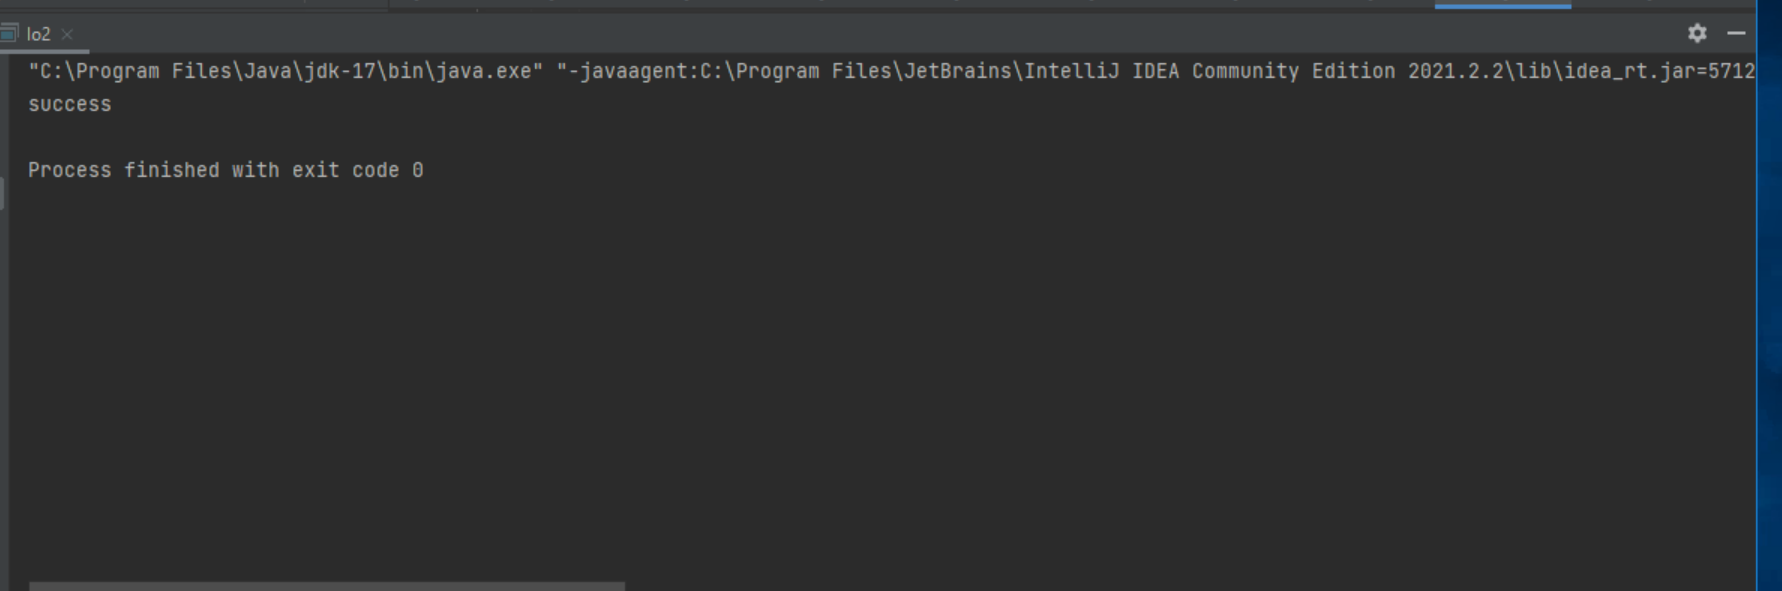 Io2
"C:\Program Files\Java\jdk-17\bin\java.exe" "-javaagent:C:\Program Files\JetBrains\IntelliJ IDEA Community Edition 2021.2.2\lib\idea_rt.jar=5712
success
Process finished with exit code 0